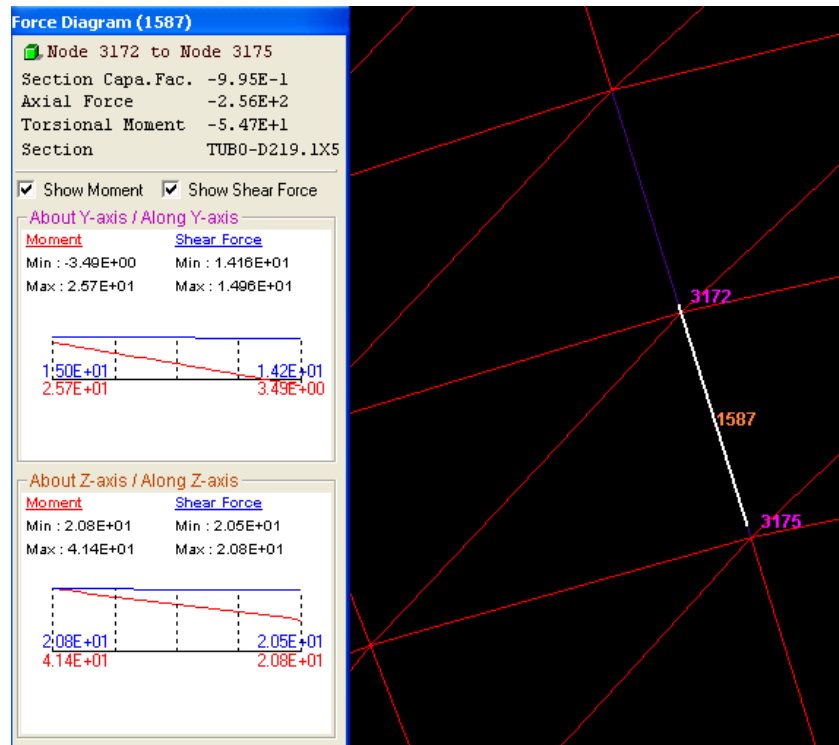 Force Diagram (1587)
Node 3172 to Node 3175
Section Capa.Fac. -9.95E-1
Axial Force -2.56E+2
Torsional Moment -5.47E+1
Section TUBO-D219.1X5
Show Moment Show Shear Force
About Y-axis / Along Y-axis
Moment Shear Force
Min : -3.49E+00 Min : 1.416E+01
Max : 2.57E+01 Max : 1.496E+01
1.50E+01 1.42E+01
2.57E+01 3.49E+00
About Z-axis / Along Z-axis
Moment Shear Force
Min : 2.08E+01 Min : 2.05E+01
Max : 4.14E+01 Max : 2.08E+01
2.08E+01 2.05E+01
4.14E+01 2.08E+01
3172
1587
3175